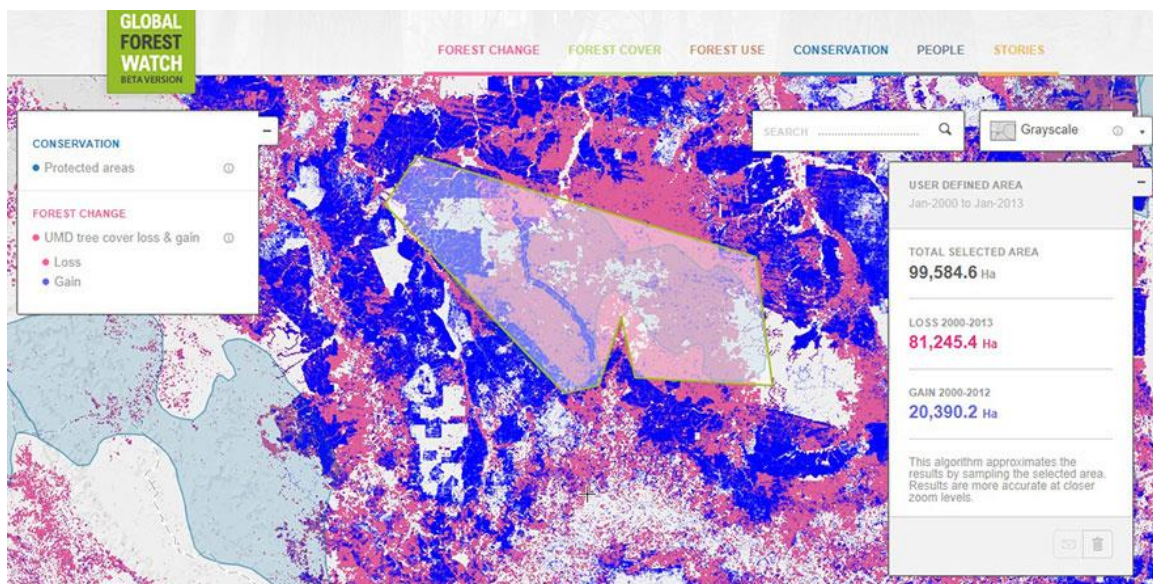 GLOBAL
FOREST
WATCH
BETA VERSION
FOREST CHANGE
FOREST COVER
FOREST USE
CONSERVATION
PEOPLE
STORIES
CONSERVATION
Protected areas
FOREST CHANGE
UMD tree cover loss & gain
Loss
Gain
SEARCH
Grayscale
USER DEFINED AREA
Jan-2000 to Jan-2013
TOTAL SELECTED AREA
99,584.6 Ha
LOSS 2000-2013
81,245.4 Ha
GAIN 2000-2012
20,390.2 Ha
This algorithm approximates the
results by sampling the selected area.
Results are more accurate at closer
zoom levels.